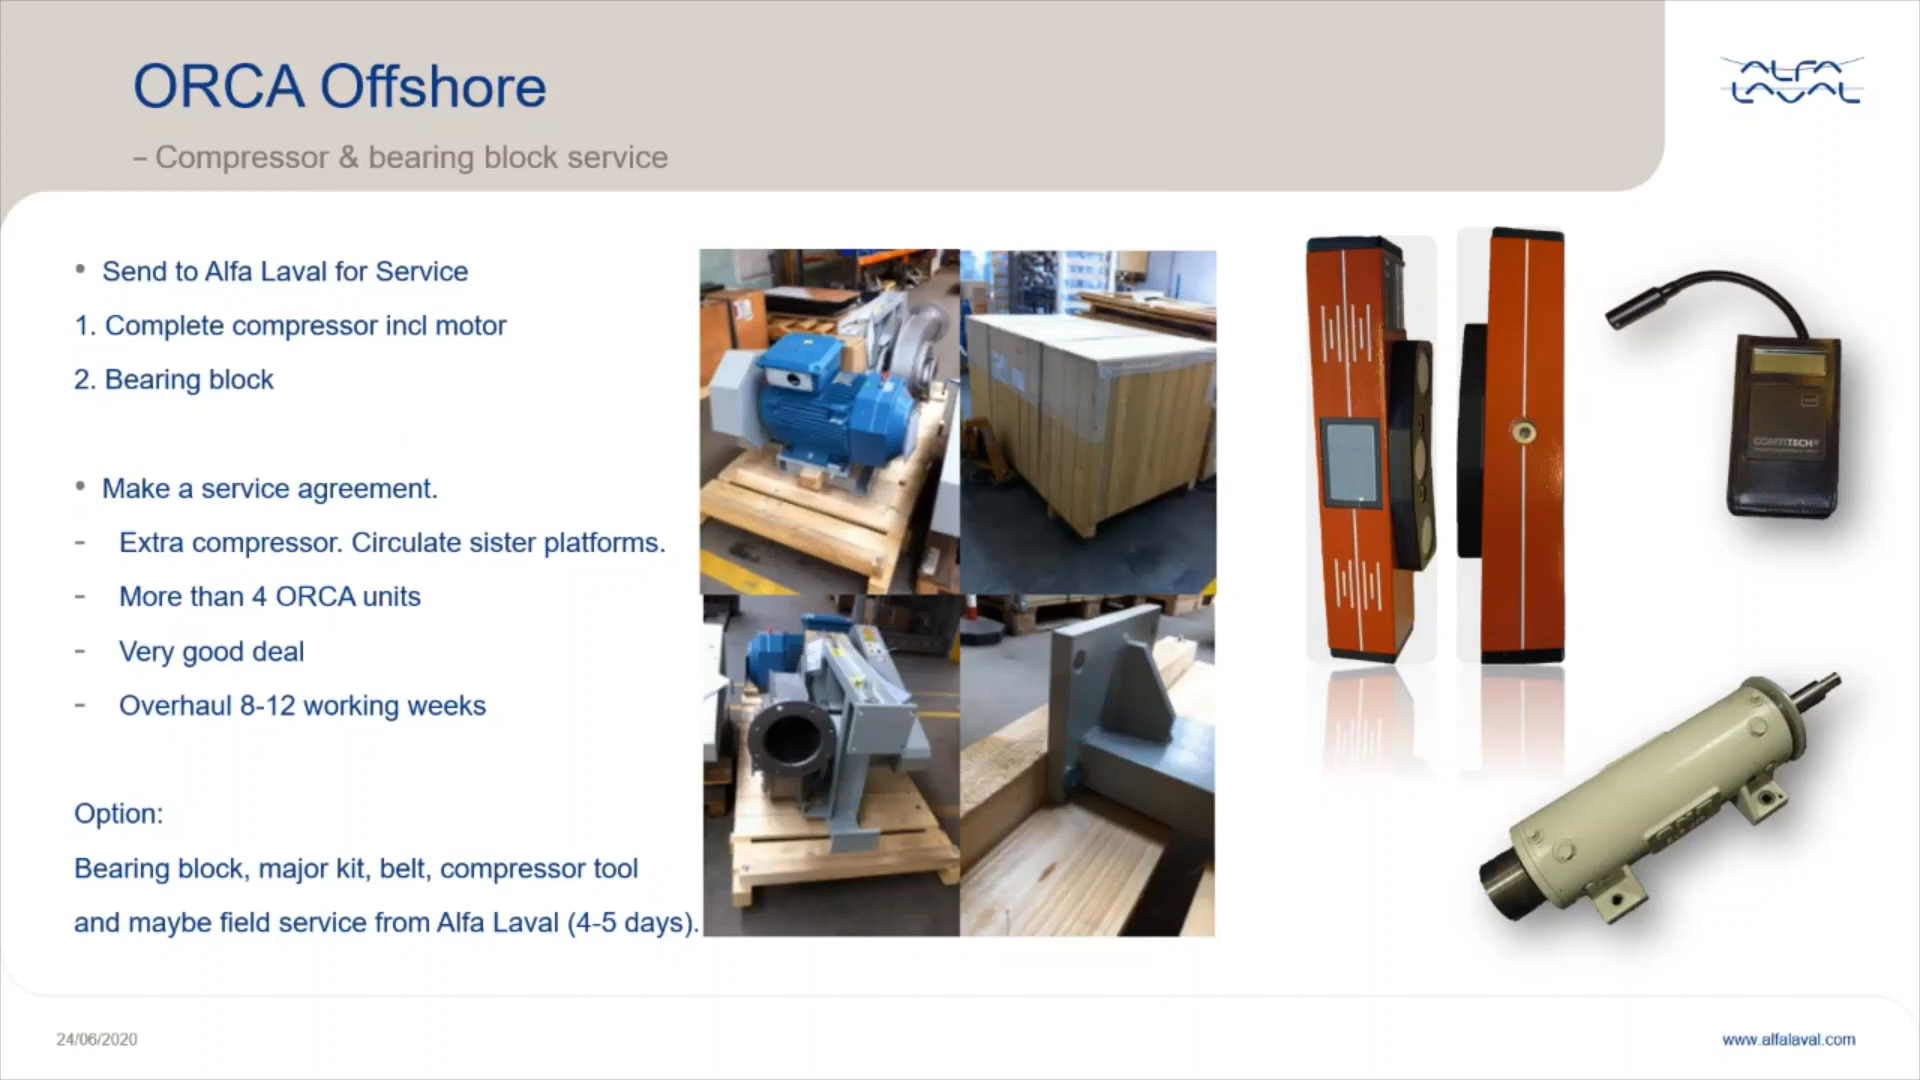 ORCA Offshore
– Compressor & bearing block service
ALFA
LAVAL
• Send to Alfa Laval for Service
1. Complete compressor incl motor
2. Bearing block
• Make a service agreement.
- Extra compressor. Circulate sister platforms.
- More than 4 ORCA units
- Very good deal
- Overhaul 8-12 working weeks
Option:
Bearing block, major kit, belt, compressor tool
and maybe field service from Alfa Laval (4-5 days).
24/06/2020
www.alfalaval.com